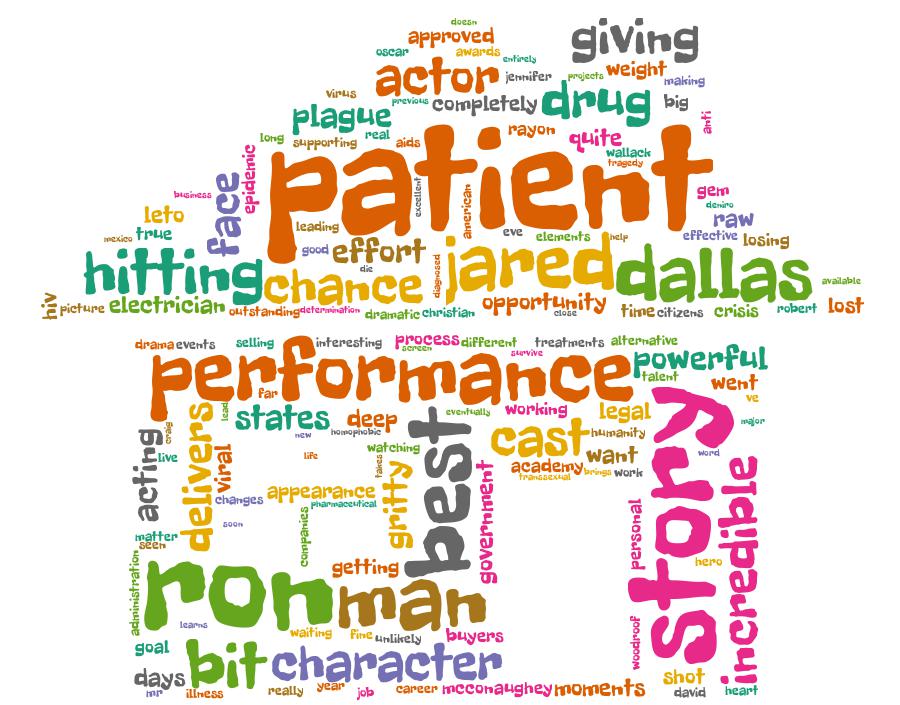 doesn
approved
giving
oscar
awards
entirely
actor
jennifer
projects
weight
making
virus
previous
completely
drug
big
plague
anti
long
supporting
real
aids
rayon
quite
wallack
tragedy
patient
epidemic
business
face
excellent
american
gem
deniro
leto
leading
raw
true
mexico
good
effort
eve
elements
help
effective
losing
die
hitting
chance
diagnosed
jared
dallas
available
hiv
picture
electrician
outstanding
determination
dramatic
christian
opportunity
close
time
citizens
crisis
robert
lost
drama
events
selling
interesting
process
screen
different
survive
treatments
alternative
performance
powerful
talent
went
ve
far
lead
states
deep
best
eventually
working
legal
story
major
craig
acting
delivers
new
homophobic
cast
humanity
live
viral
life
watching
want
word
takes
gritty
academy
transsexual
brings
work
incredible
changes
appearance
pharmaceutical
government
personal
soon
companies
matter
seen
administration
getting
hero
ron
man
learns
waiting
fine
unlikely
buyers
woodroof
goal
bit
character
days
shot
mr
illness
really
year
job
career
mcconaughey
moments
david
heart